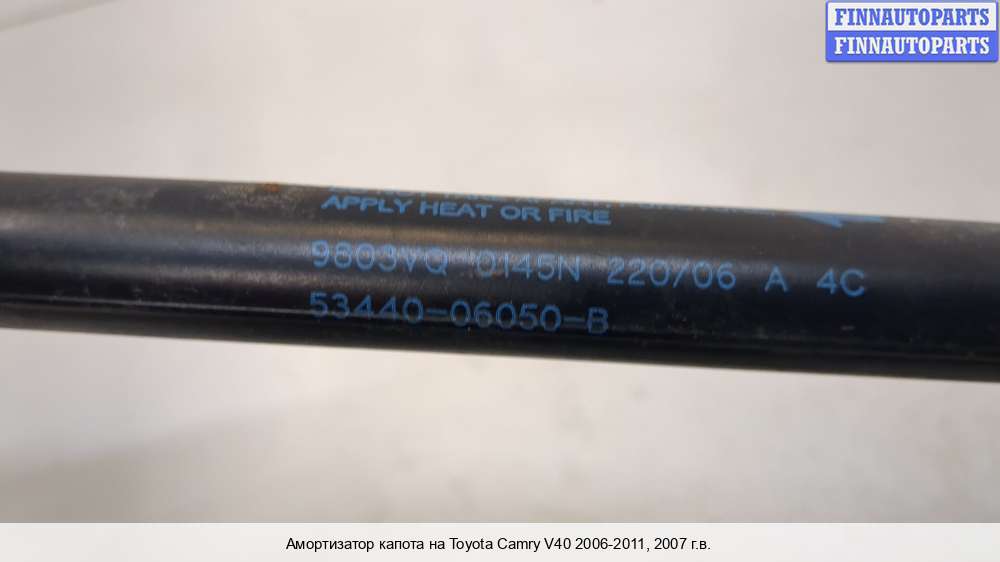 FINNAUTOPARTS
FINNAUTOPARTS
APPLY HEAT OR FIRE
9803VQ 0145N 220/06 A 4C
53440-06050-B
Амортизатор капота на Toyota Camry V40 2006-2011, 2007 г.в.